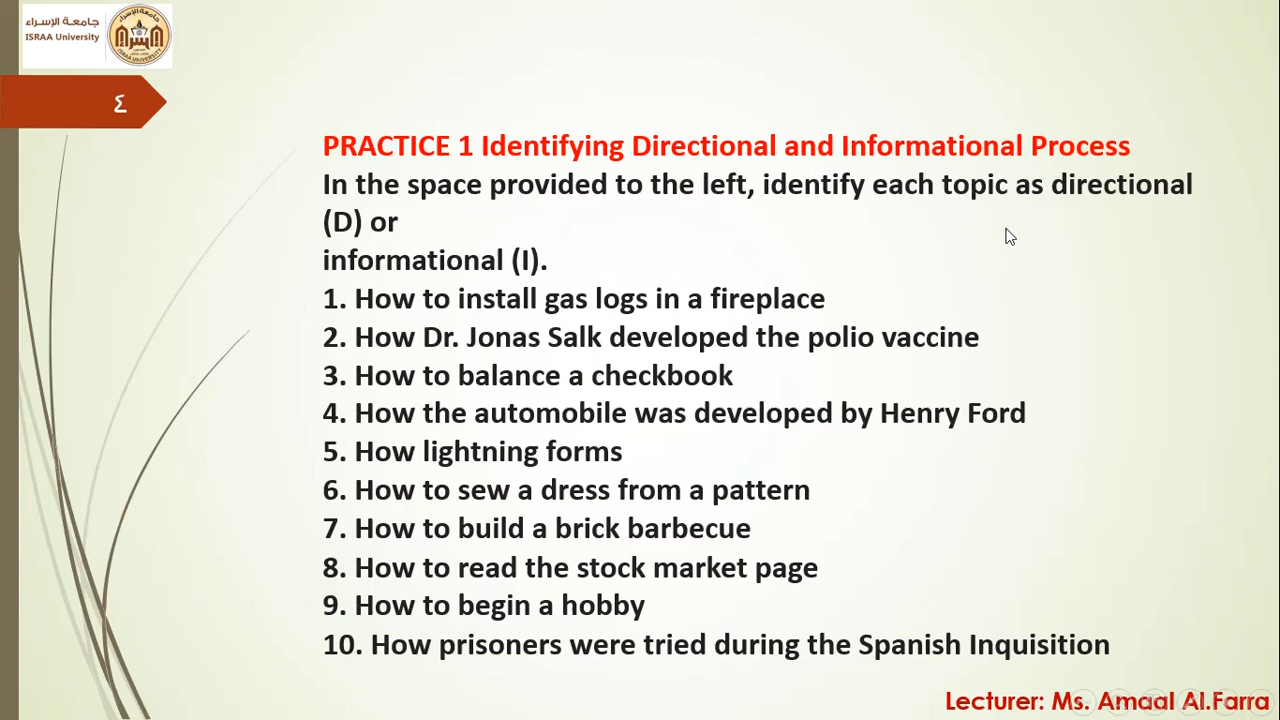 جامعة الإسراء
ISRAA University
٤
PRACTICE 1 Identifying Directional and Informational Process
In the space provided to the left, identify each topic as directional
(D) or
informational (I).
1. How to install gas logs in a fireplace
2. How Dr. Jonas Salk developed the polio vaccine
3. How to balance a checkbook
4. How the automobile was developed by Henry Ford
5. How lightning forms
6. How to sew a dress from a pattern
7. How to build a brick barbecue
8. How to read the stock market page
9. How to begin a hobby
10. How prisoners were tried during the Spanish Inquisition
Lecturer: Ms. Amaal Al.Farra